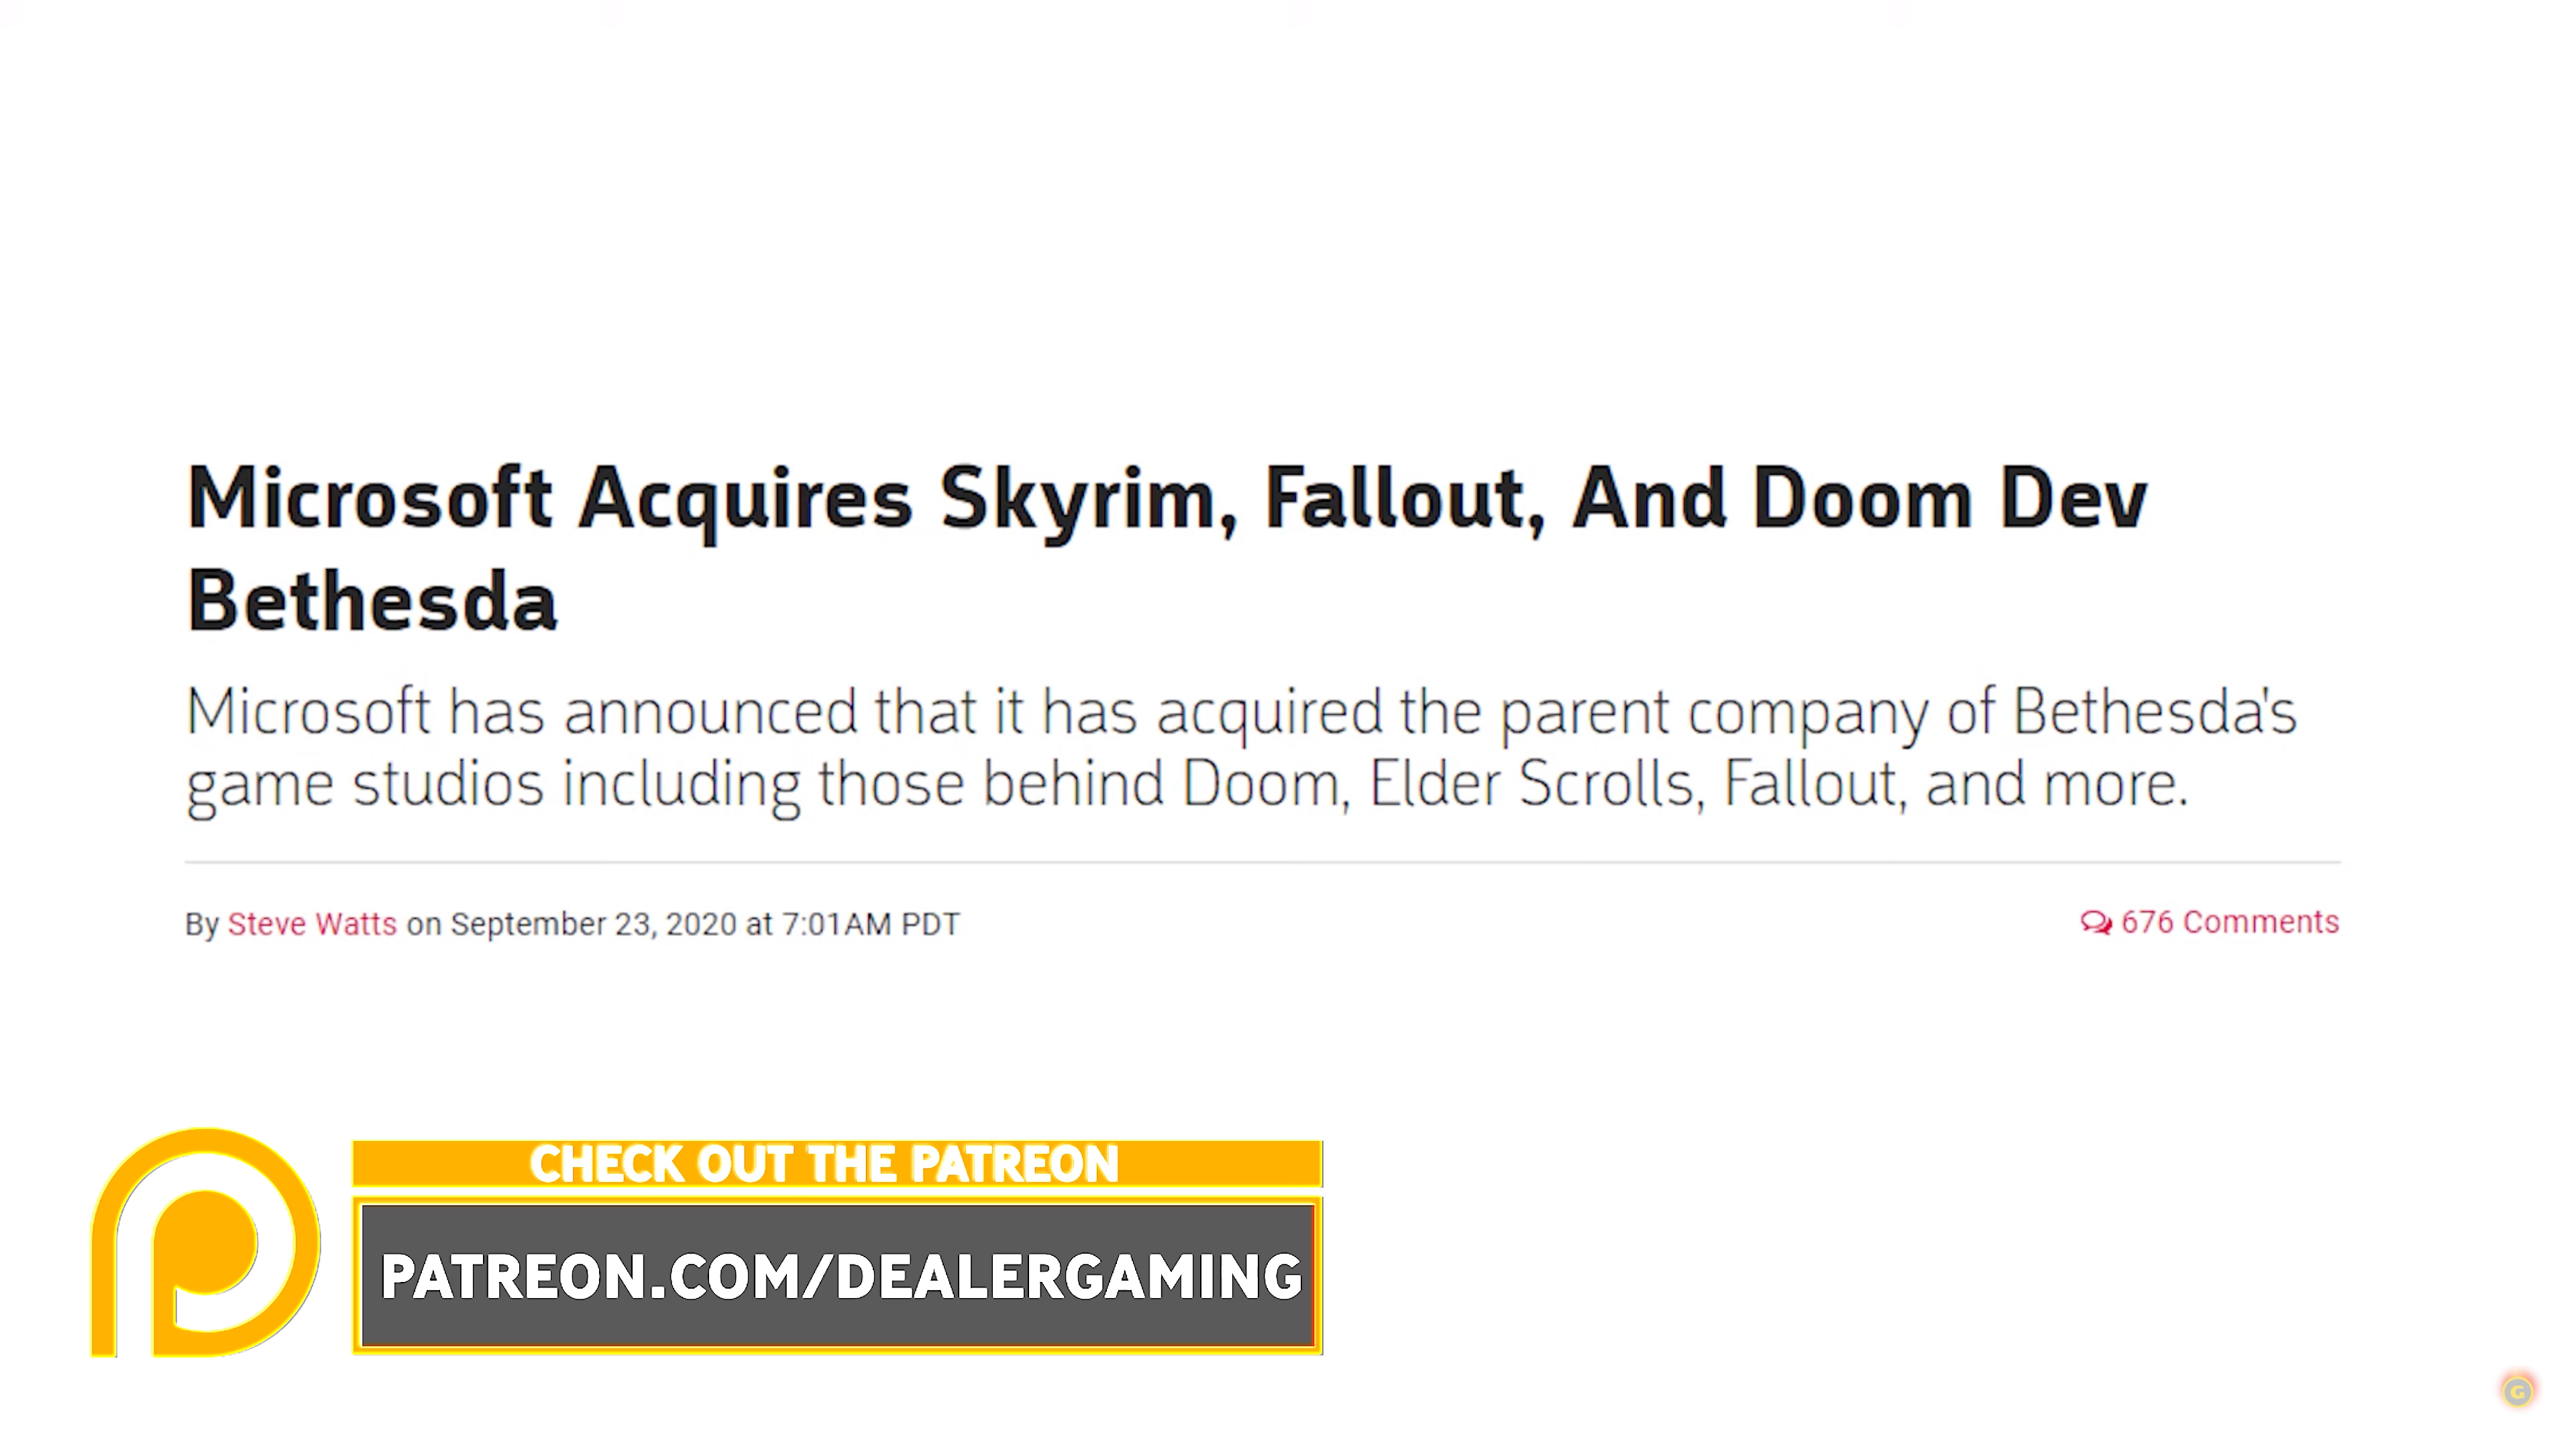 Microsoft Acquires Skyrim, Fallout, And Doom Dev
Bethesda
Microsoft has announced that it has acquired the parent company of Bethesda's
game studios including those behind Doom, Elder Scrolls, Fallout, and more.
By Steve Watts on September 23, 2020 at 7:01AM PDT
676 Comments
CHECK OUT THE PATREON
PATREON.COM/DEALERGAMING
G